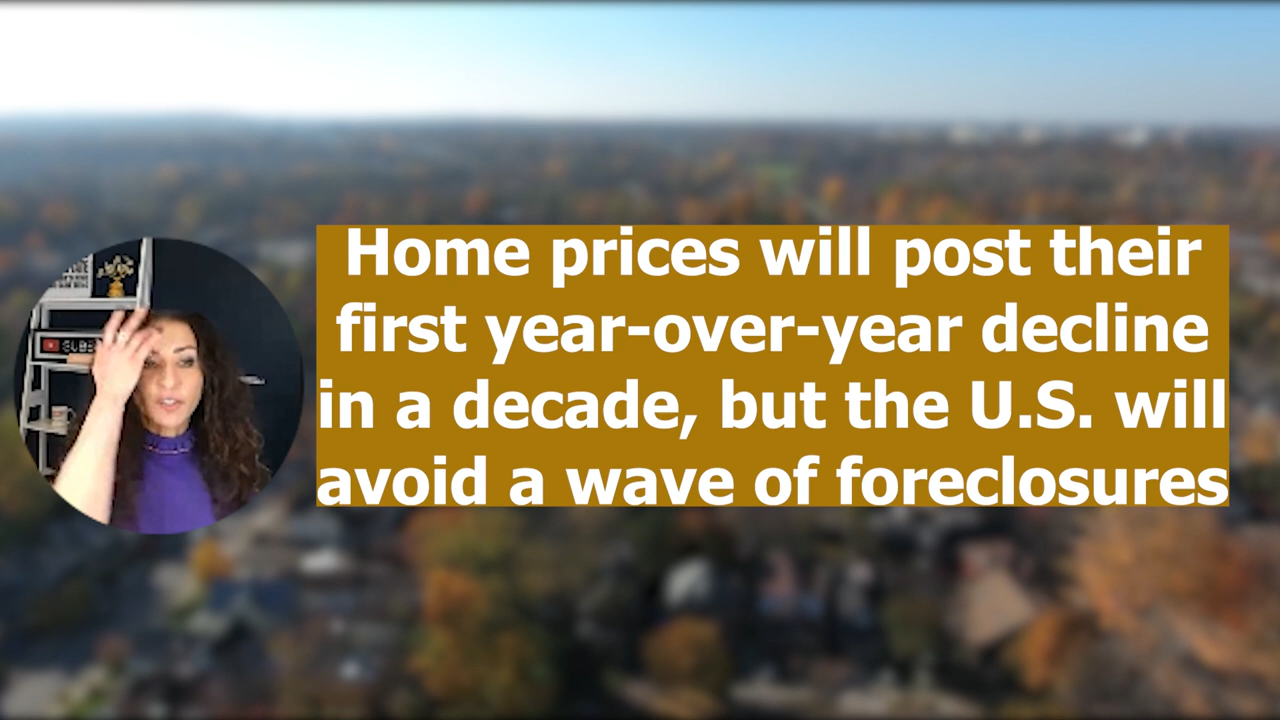 Home prices will post their
first year-over-year decline
in a decade, but the U.S. will
avoid a wave of foreclosures